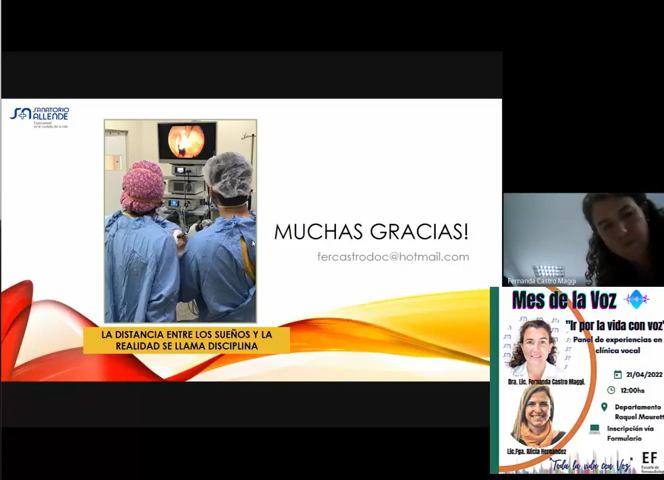 SANATORIO
ALLENDE
MUCHAS GRACIAS!
fercastrodoc@hotmail.com
LA DISTANCIA ENTRE LOS SUEÑOS Y LA
REALIDAD SE LLAMA DISCIPLINA
Fernanda Castro Maggi
Mes de la Voz
"Ir por la vida con voz"
Panel de experiencias en
clínica vocal
Dra. Lic. Fernanda Castro Maggi.
21/04/2022
12:00hs
Departamento
Raquel Maurett
Inscripción vía
Formulario
Lic.Fga. Alicia Hernández
"Toda la vida con Voz"
EF